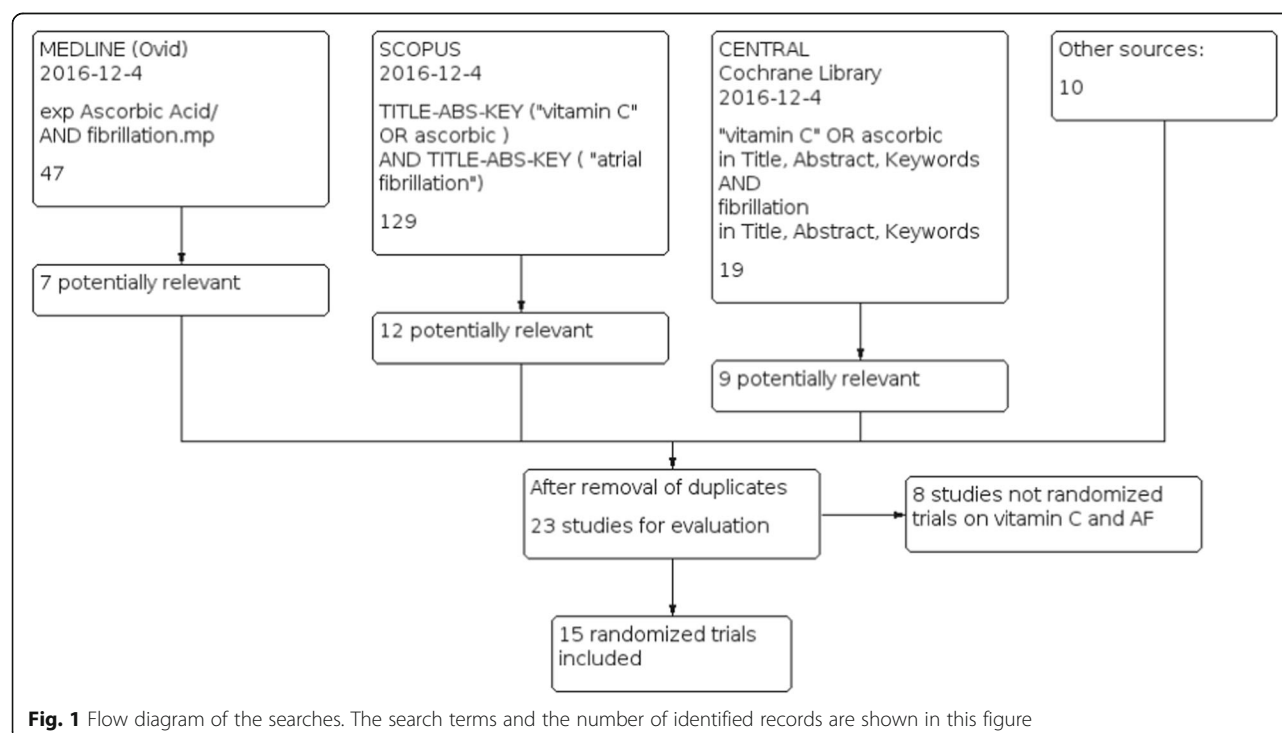 MEDLINE (Ovid)
2016-12-4
exp Ascorbic Acid/
AND fibrillation.mp
47
SCOPUS
2016-12-4
TITLE-ABS-KEY ("vitamin C"
OR ascorbic )
AND TITLE-ABS-KEY ( "atrial
fibrillation")
129
CENTRAL
Cochrane Library
2016-12-4
"vitamin C" OR ascorbic
in Title, Abstract, Keywords
AND
fibrillation
in Title, Abstract, Keywords
19
Other sources:
10
7 potentially relevant
12 potentially relevant
9 potentially relevant
After removal of duplicates
23 studies for evaluation
8 studies not randomized
trials on vitamin C and AF
15 randomized trials
included
Fig. 1 Flow diagram of the searches. The search terms and the number of identified records are shown in this figure